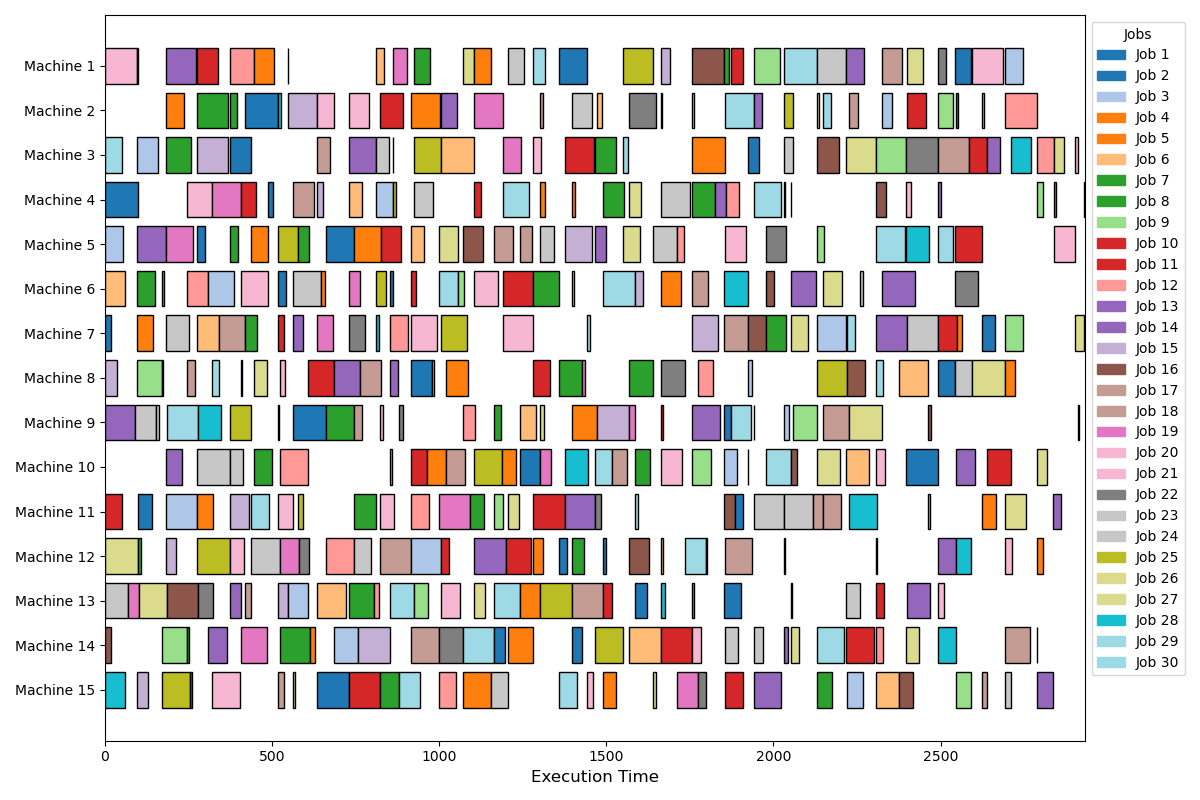 Machine 1
Machine 2
Machine 3
Machine 4
Machine 5
Machine 6
Machine 7
Machine 8
Machine 9
Machine 10
Machine 11
Machine 12
Machine 13
Machine 14
Machine 15
0 500 1000 1500 2000 2500
Execution Time
Jobs
Job 1
Job 2
Job 3
Job 4
Job 5
Job 6
Job 7
Job 8
Job 9
Job 10
Job 11
Job 12
Job 13
Job 14
Job 15
Job 16
Job 17
Job 18
Job 19
Job 20
Job 21
Job 22
Job 23
Job 24
Job 25
Job 26
Job 27
Job 28
Job 29
Job 30